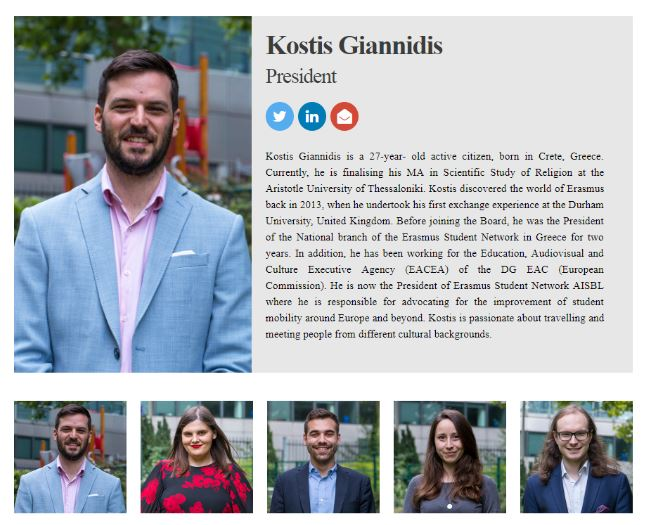 Kostis Giannidis
President
in
Kostis Giannidis is a 27-year- old active citizen, born in Crete, Greece.
Currently, he is finalising his MA in Scientific Study of Religion at the
Aristotle University of Thessaloniki. Kostis discovered the world of Erasmus
back in 2013, when he undertook his first exchange experience at the Durham
University, United Kingdom. Before joining the Board, he was the President
of the National branch of the Erasmus Student Network in Greece for two
years. In addition, he has been working for the Education, Audiovisual and
Culture Executive Agency (EACEA) of the DG EAC (European
Commission). He is now the President of Erasmus Student Network AISBL
where he is responsible for advocating for the improvement of student
mobility around Europe and beyond. Kostis is passionate about travelling and
meeting people from different cultural backgrounds.